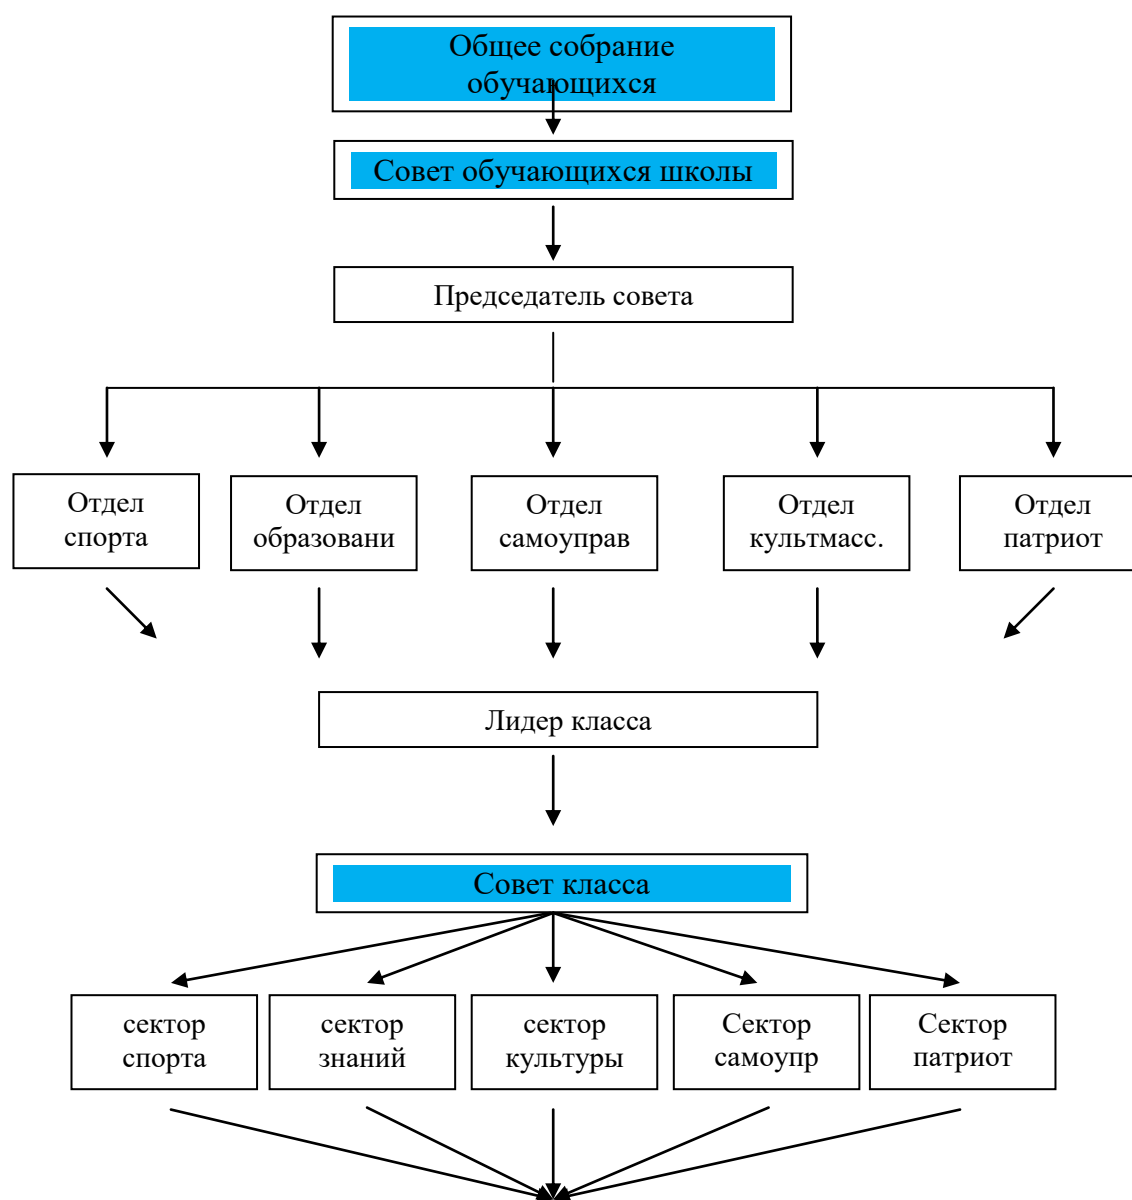 Общее собрание
обучающихся
Совет обучающихся школы
Председатель совета
Отдел
спорта
Отдел
образовани
Отдел
самоуправ
Отдел
культмасс.
Отдел
патриот
Лидер класса
Совет класса
сектор
спорта
сектор
знаний
сектор
культуры
Сектор
самоупр
Сектор
патриот